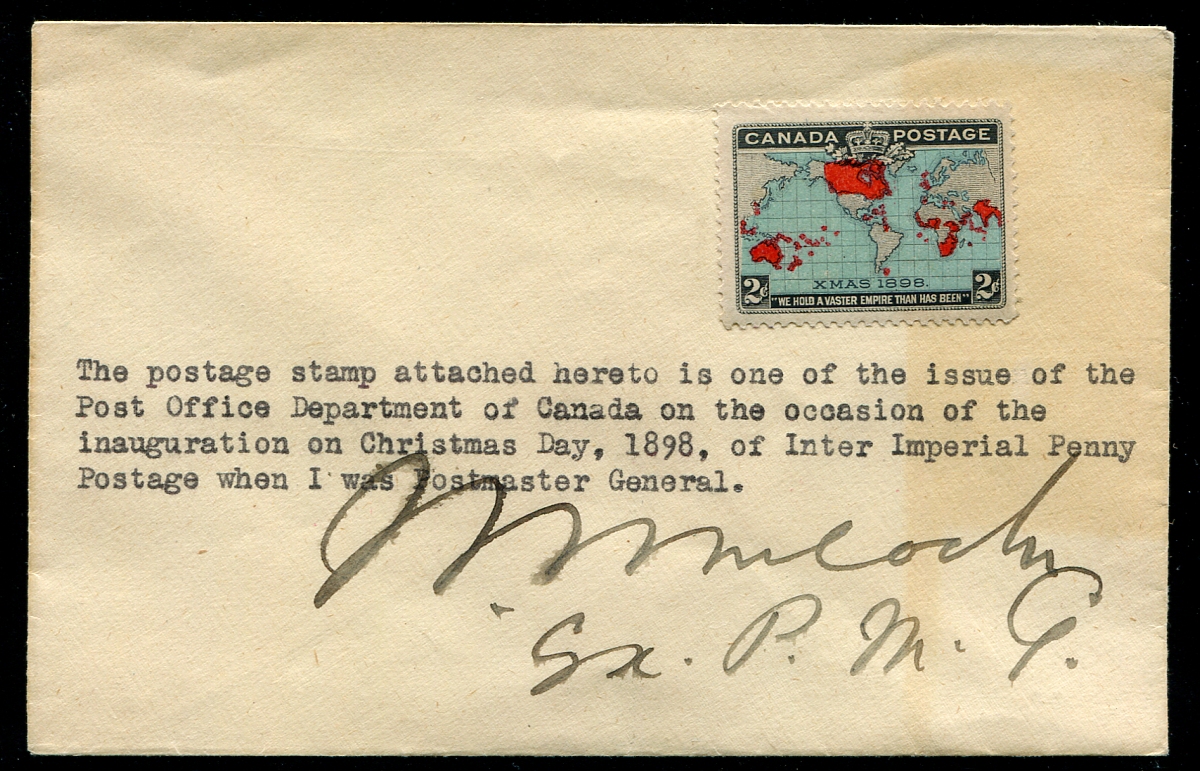 CANADA POSTAGE
XMAS 1898.
2¢ 2¢
"WE HOLD A VASTER EMPIRE THAN HAS BEEN"
The postage stamp attached hereto is one of the issue of the
Post Office Department of Canada on the occasion of the
inauguration on Christmas Day, 1898, of Inter Imperial Penny
Postage when I was Postmaster General.
W Mulock
Ex. P. M. G.